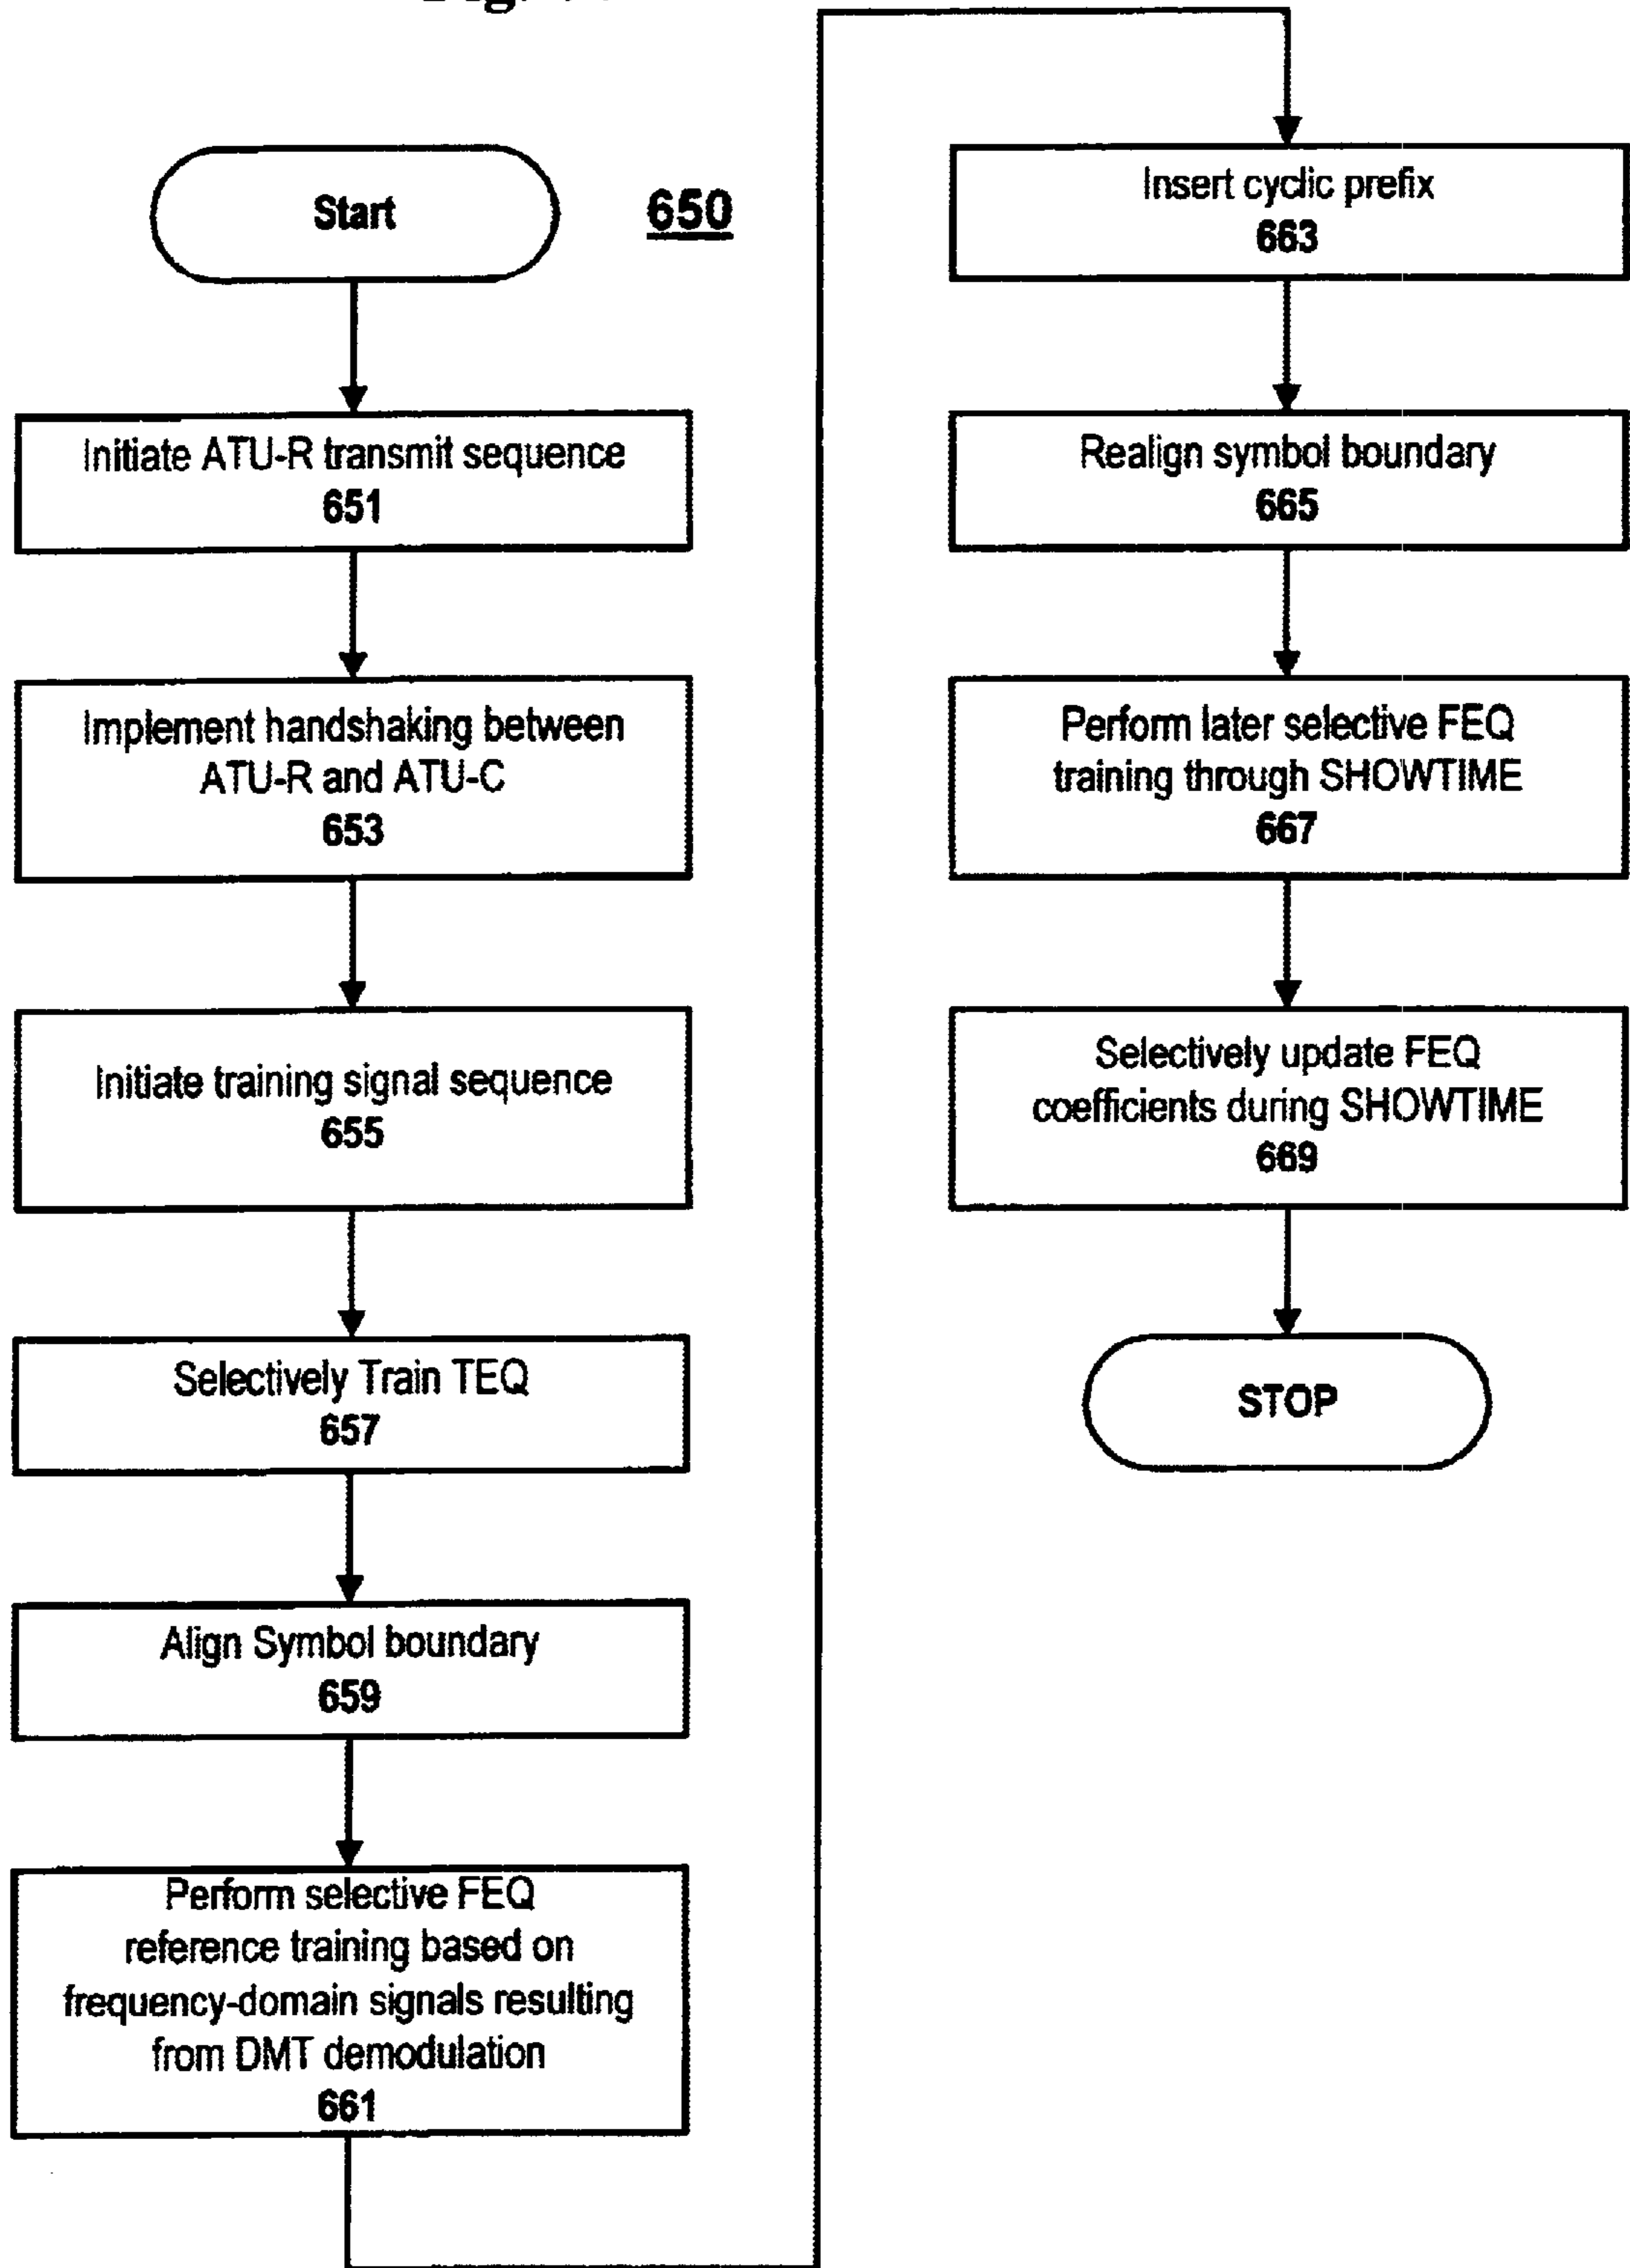 Start
650
Initiate ATU-R transmit sequence
651
Implement handshaking between
ATU-R and ATU-C
653
Initiate training signal sequence
655
Selectively Train TEQ
657
Align Symbol boundary
659
Perform selective FEQ
reference training based on
frequency-domain signals resulting
from DMT demodulation
661
Insert cyclic prefix
663
Realign symbol boundary
665
Perform later selective FEQ
training through SHOWTIME
667
Selectively update FEQ
coefficients during SHOWTIME
669
STOP